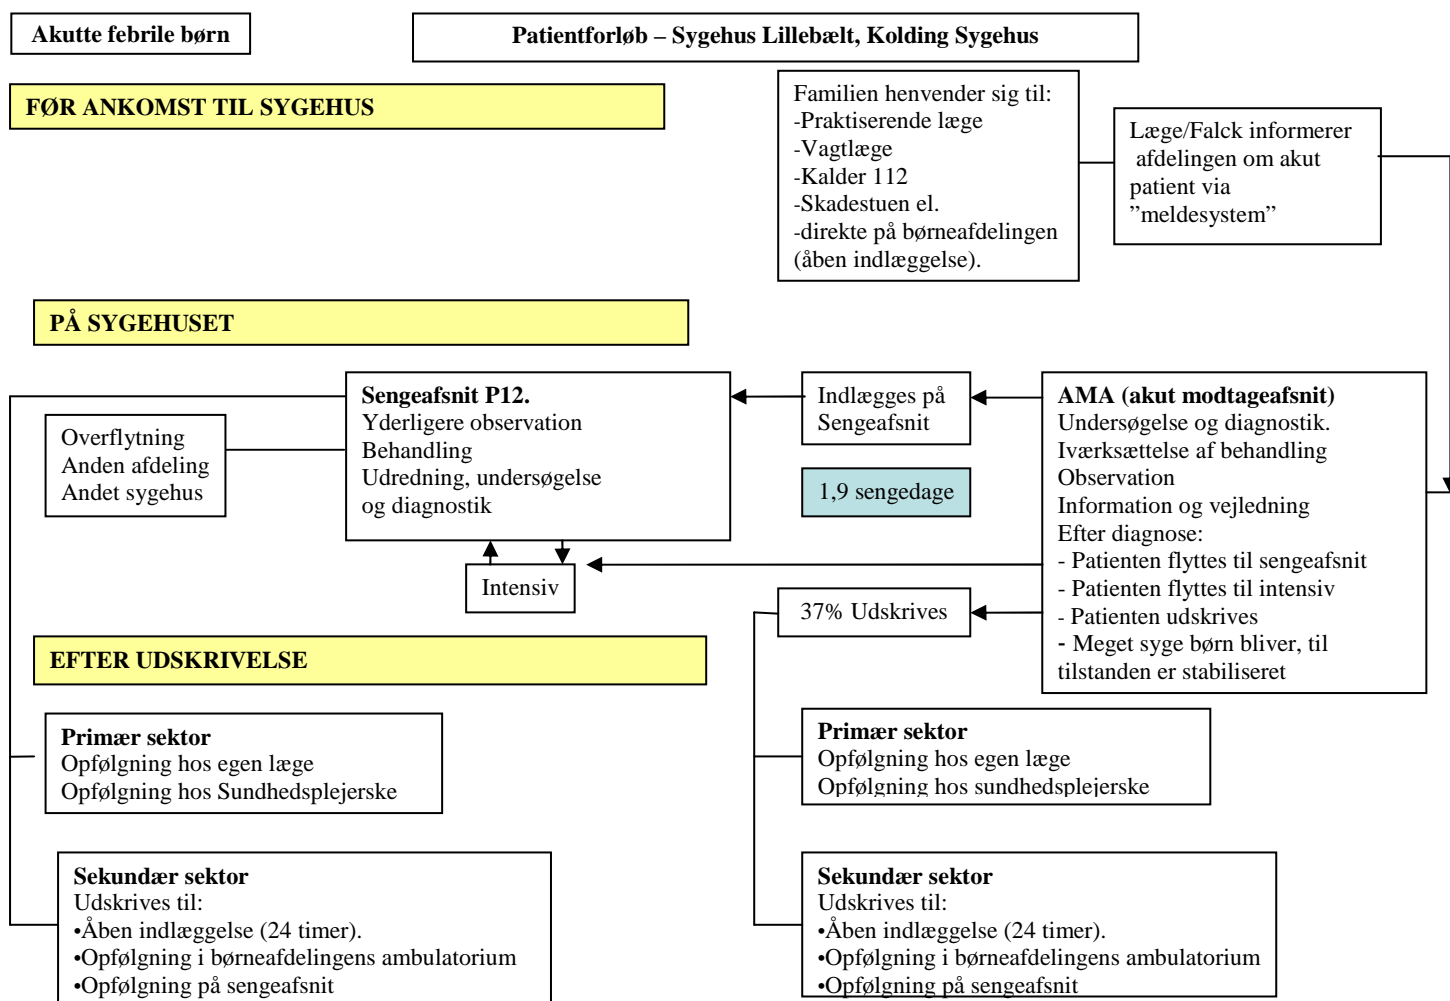 Akutte febrile børn
Patientforløb – Sygehus Lillebælt, Kolding Sygehus
FØR ANKOMST TIL SYGEHUS
Familien henvender sig til:
-Praktiserende læge
-Vagtlæge
-Kalder 112
-Skadestuen el.
-direkte på børneafdelingen
(åben indlæggelse).
Læge/Falck informerer
afdelingen om akut
patient via
”meldesystem”
PÅ SYGEHUSET
Overflytning
Anden afdeling
Andet sygehus
Sengeafsnit P12.
Yderligere observation
Behandling
Udredning, undersøgelse
og diagnostik
Intensiv
Indlægges på
Sengeafsnit
1,9 sengedage
37% Udskrives
AMA (akut modtageafsnit)
Undersøgelse og diagnostik.
Iværksættelse af behandling
Observation
Information og vejledning
Efter diagnose:
- Patienten flyttes til sengeafsnit
- Patienten flyttes til intensiv
- Patienten udskrives
- Meget syge børn bliver, til
tilstanden er stabiliseret
EFTER UDSKRIVELSE
Primær sektor
Opfølgning hos egen læge
Opfølgning hos Sundhedsplejerske
Sekundær sektor
Udskrives til:
•Åben indlæggelse (24 timer).
•Opfølgning i børneafdelingens ambulatorium
•Opfølgning på sengeafsnit
Primær sektor
Opfølgning hos egen læge
Opfølgning hos sundhedsplejerske
Sekundær sektor
Udskrives til:
•Åben indlæggelse (24 timer).
•Opfølgning i børneafdelingens ambulatorium
•Opfølgning på sengeafsnit